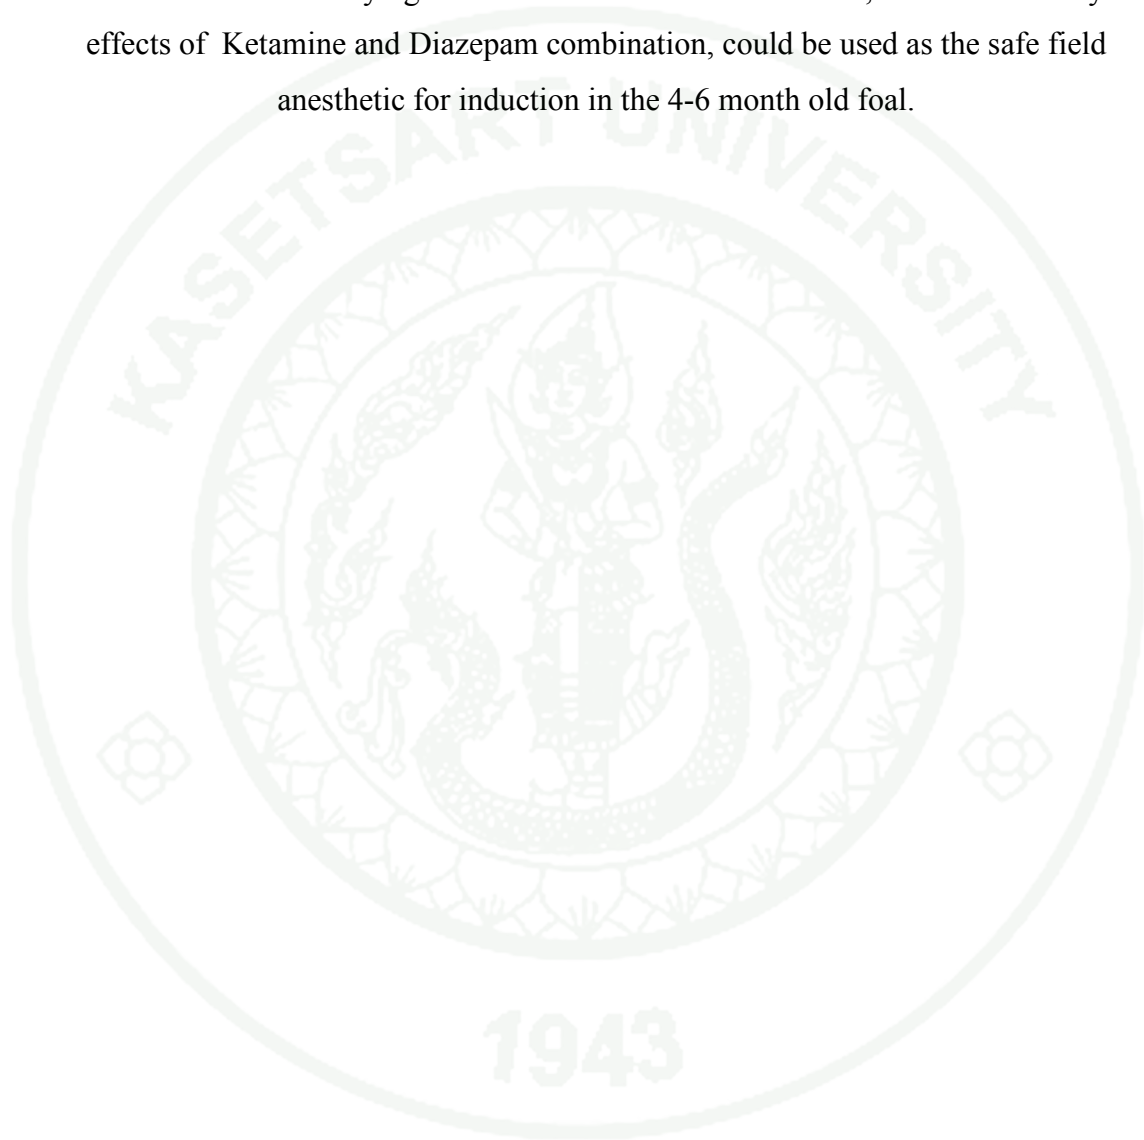 effects of Ketamine and Diazepam combination, could be used as the safe field
anesthetic for induction in the 4-6 month old foal.
KASETSART UNIVERSITY
1943